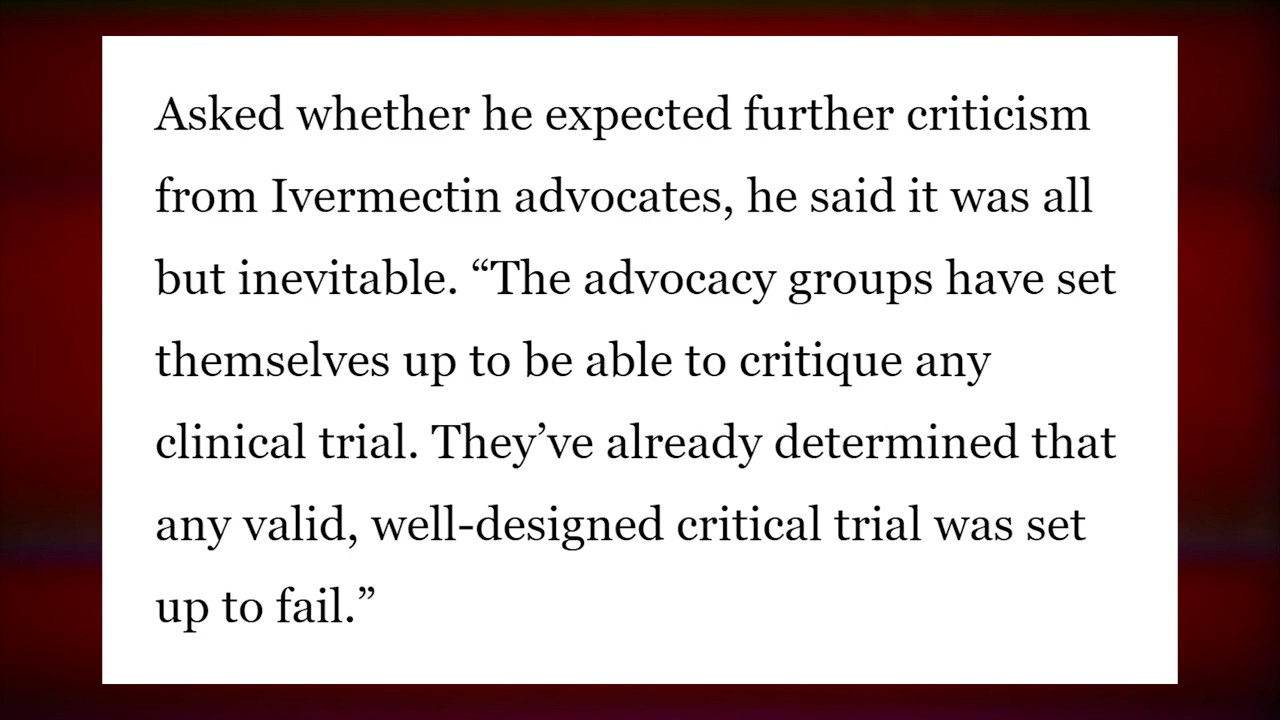 Asked whether he expected further criticism
from Ivermectin advocates, he said it was all
but inevitable. “The advocacy groups have set
themselves up to be able to critique any
clinical trial. They’ve already determined that
any valid, well-designed critical trial was set
up to fail.”